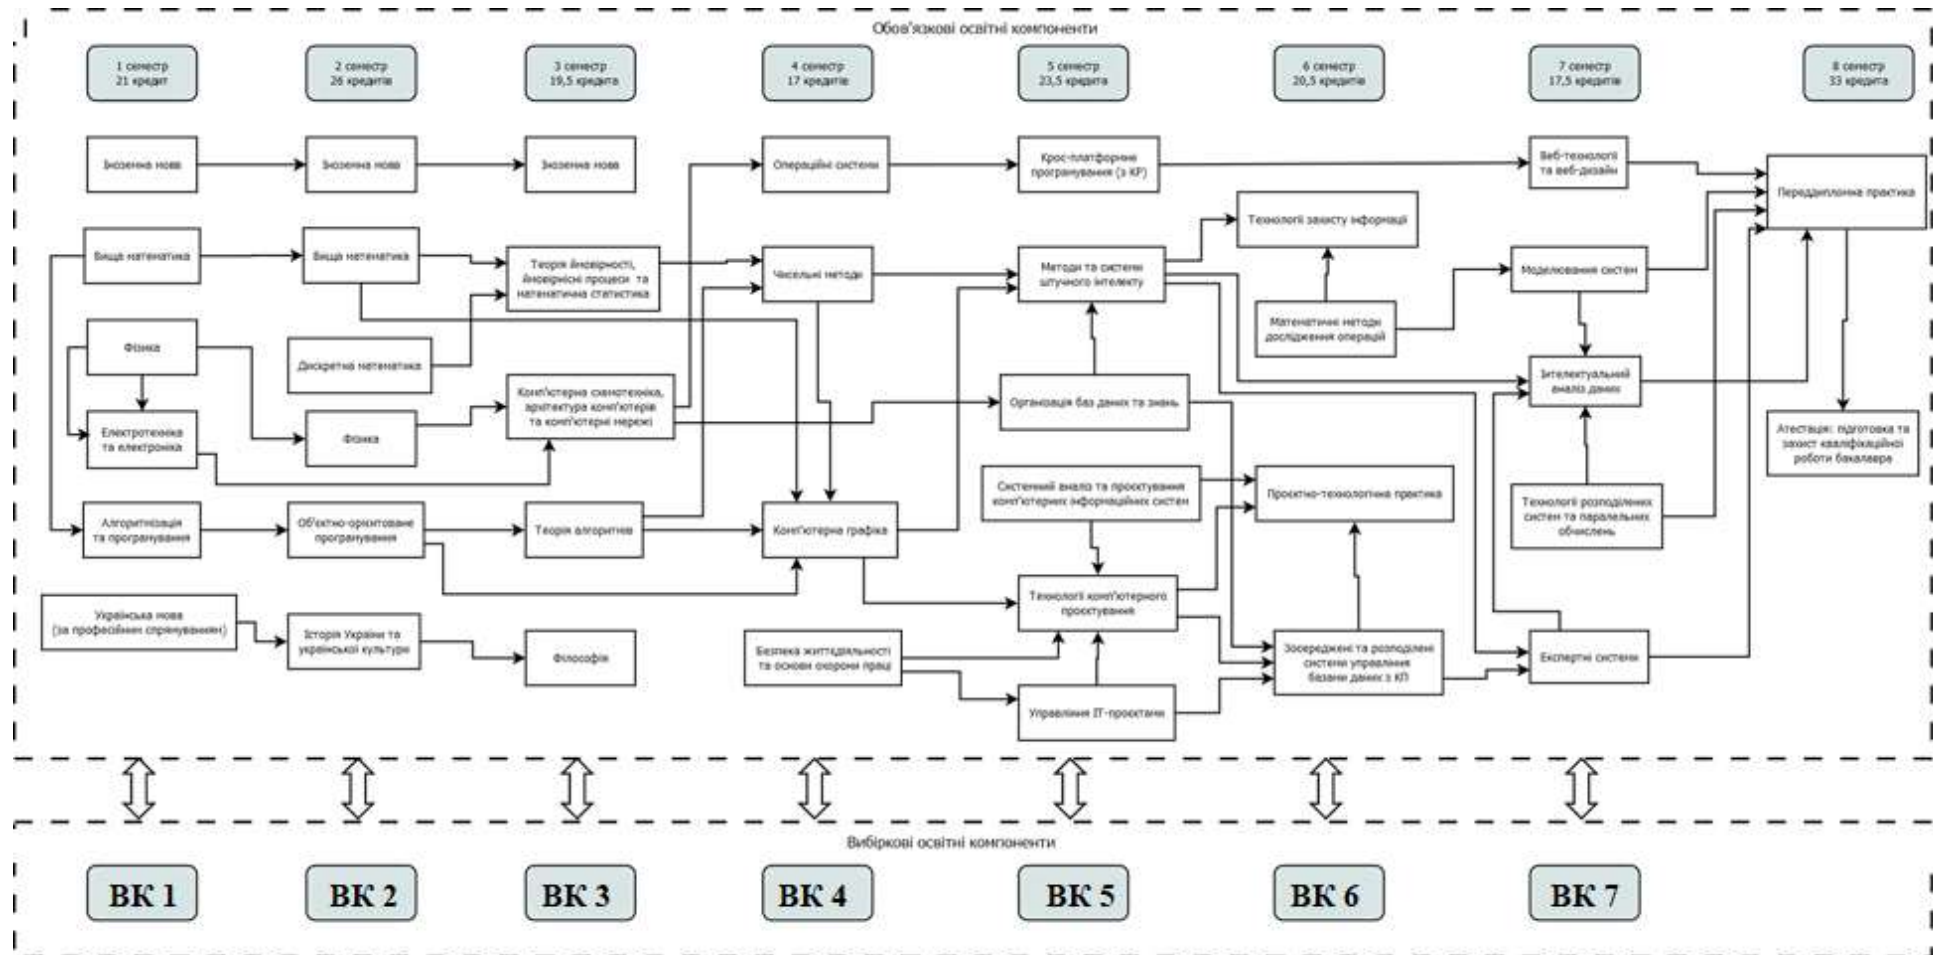 Обов'язкові освітні компоненти
1 семестр
21 кредит
2 семестр
26 кредитів
3 семестр
19,5 кредита
4 семестр
17 кредитів
5 семестр
23,5 кредита
6 семестр
20,5 кредитів
7 семестр
17,5 кредитів
8 семестр
33 кредита
Іноземна мова
Іноземна мова
Іноземна мова
Операційні системи
Крос-платформне
програмування (з КР)
Веб-технології
та веб-дизайн
Переддипломна практика
Технології захисту інформації
Вища математика
Вища математика
Теорія ймовірності,
ймовірнісні процеси та
математична статистика
Чисельні методи
Методи та системи
штучного інтелекту
Моделювання систем
Математичні методи
дослідження операцій
Фізика
Дискретна математика
Комп'ютерна схемотехніка,
архітектура комп'ютерів
та комп'ютерні мережі
Організація баз даних та знань
Інтелектуальний
аналіз даних
Електротехніка
та електроніка
Фізика
Атестація: підготовка та
захист кваліфікаційної
роботи бакалавра
Системний аналіз та проєктування
комп'ютерних інформаційних систем
Проєктно-технологічна практика
Технології розподілених
систем та паралельних
обчислень
Алгоритмізація
та програмування
Об'єктно-орієнтоване
програмування
Теорія алгоритмів
Комп'ютерна графіка
Технології комп'ютерного
проєктування
Українська мова
(за професійним спрямуванням)
Історія України та
української культури
Філософія
Безпека життєдіяльності
та основи охорони праці
Зосереджені та розподілені
системи управління
базами даних з КП
Експертні системи
Управління ІТ-проєктами
Вибіркові освітні компоненти
ВК 1
ВК 2
ВК 3
ВК 4
ВК 5
ВК 6
ВК 7